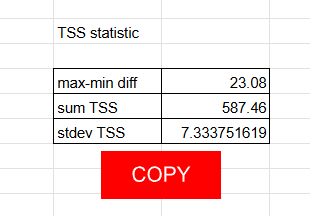 TSS statistic
max-min diff 23.08
sum TSS 587.46
stdev TSS 7.333751619
COPY